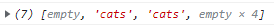 (7) [empty, 'cats', 'cats', empty × 4]